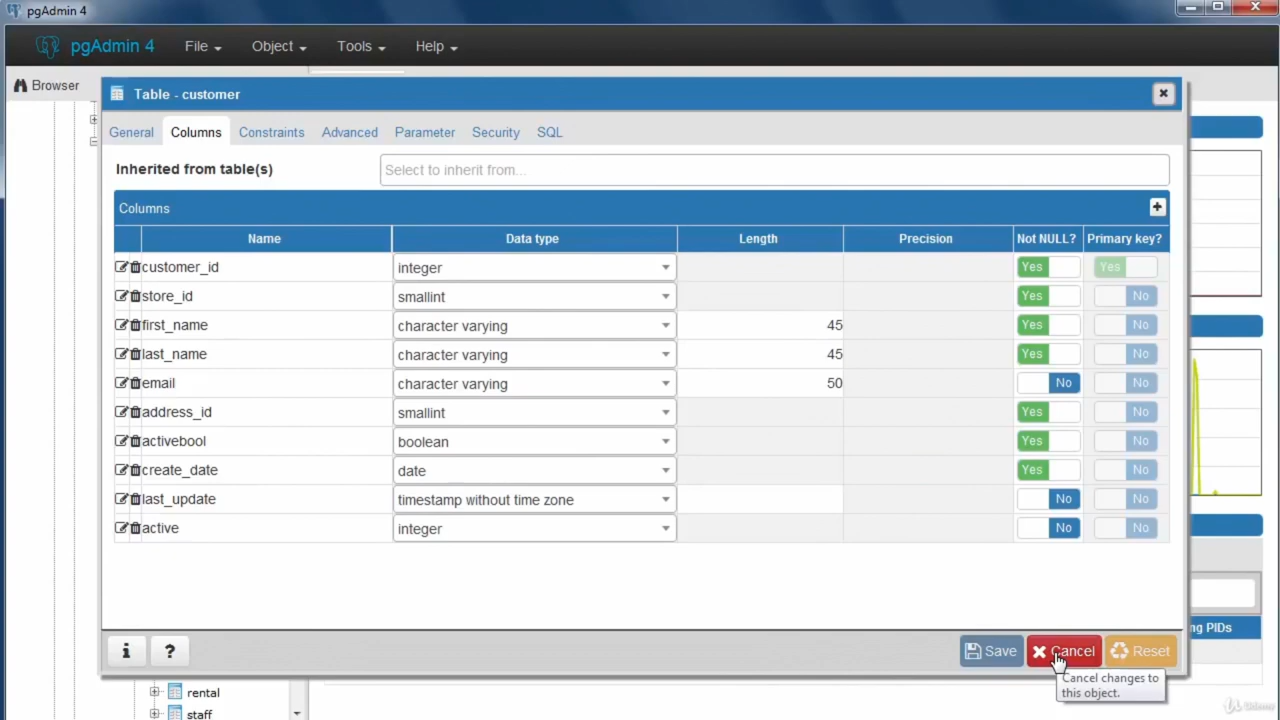 pgAdmin 4
pgAdmin 4 File Object Tools Help
Browser
Table - customer
General Columns Constraints Advanced Parameter Security SQL
Inherited from table(s) Select to inherit from...
Columns
Name Data type Length Precision Not NULL? Primary key?
customer_id integer Yes Yes
store_id smallint Yes No
first_name character varying 45 Yes No
last_name character varying 45 Yes No
email character varying 50 No No
address_id smallint Yes No
activebool boolean Yes No
create_date date Yes No
last_update timestamp without time zone No No
active integer No No
ng PIDs
i ? Save Cancel Reset
Cancel changes to
this object.
rental
staff
Udemy